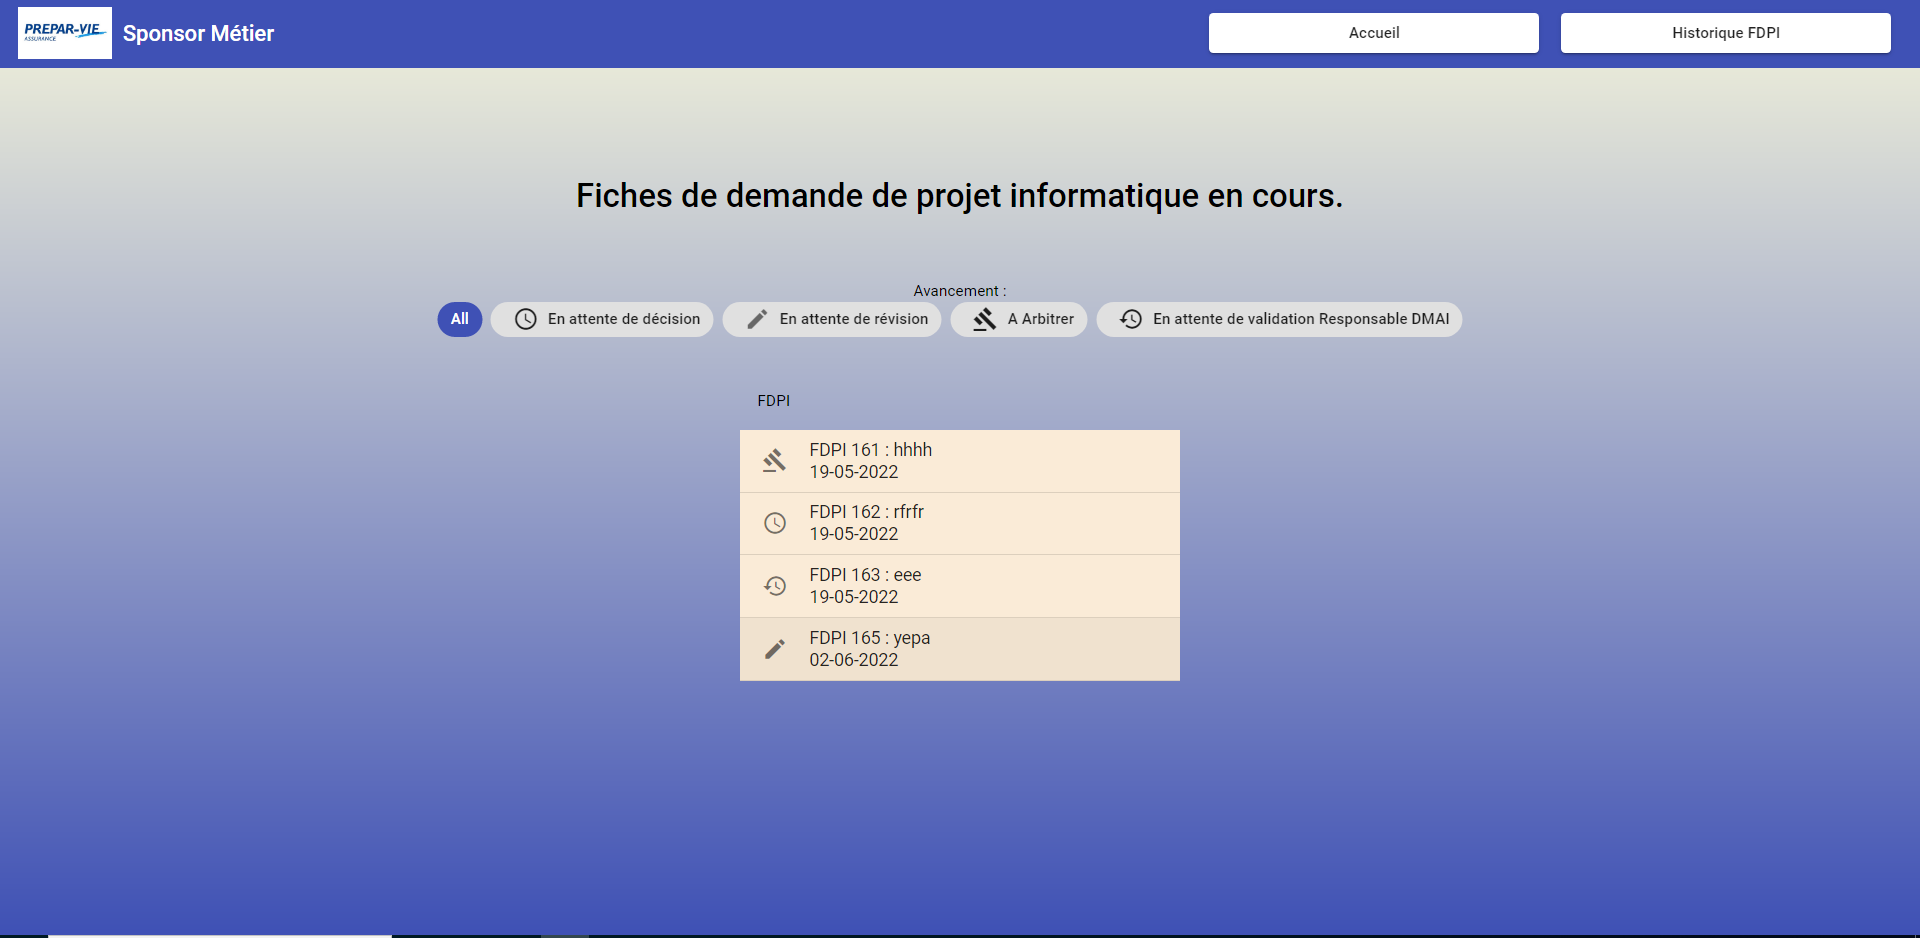 PREPAR-VIE
ASSURANCE
Sponsor Métier
Accueil
Historique FDPI
Fiches de demande de projet informatique en cours.
Avancement :
All
En attente de décision
En attente de révision
A Arbitrer
En attente de validation Responsable DMAI
FDPI
FDPI 161 : hhhh
19-05-2022
FDPI 162 : rfrfr
19-05-2022
FDPI 163 : eee
19-05-2022
FDPI 165 : yepa
02-06-2022